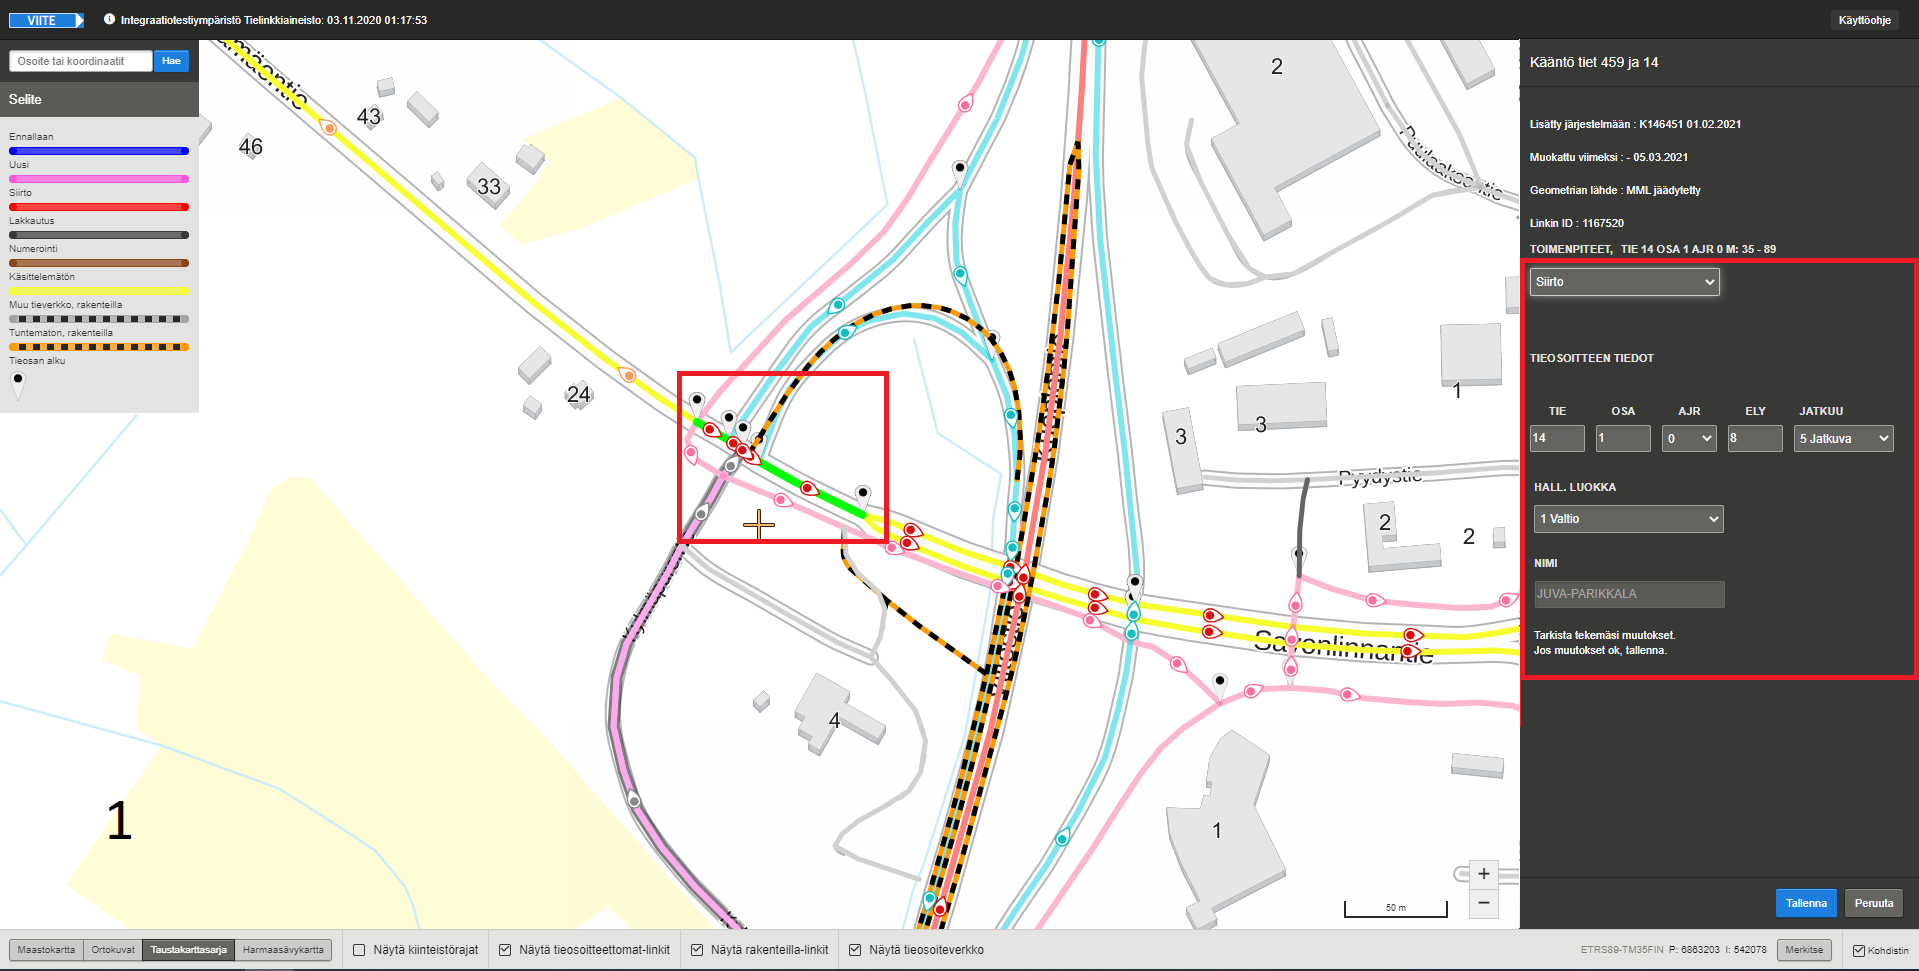 VIITE
Integraatiotestiympäristö Tielinkkiaineisto: 03.11.2020 01:17:53
Käyttöohje
Osoite tai koordinaatit
Hae
Selite
Ennallaan
Uusi
Siirto
Lakkautus
Numerointi
Käsittelemätön
Muu tieverkko, rakenteilla
Tuntematon, rakenteilla
Tieosan alku
43
46
33
24
2
3
3
1
2
2
4
1
1
Pyydystie
Savonlinnantie
50 m
+
−
Kääntö tiet 459 ja 14
Lisätty järjestelmään : K146451 01.02.2021
Muokattu viimeksi : - 05.03.2021
Geometrian lähde : MML jäädytetty
Linkin ID : 1167520
TOIMENPITEET, TIE 14 OSA 1 AJR 0 M: 35 - 89
Siirto
TIEOSOITTEEN TIEDOT
TIE OSA AJR ELY JATKUU
14 1 0 8 5 Jatkuva
HALL. LUOKKA
1 Valtio
NIMI
JUVA-PARIKKALA
Tarkista tekemäsi muutokset.
Jos muutokset ok, tallenna.
Tallenna Peruuta
Maastokartta Ortokuvat Taustakarttasarja Harmaasävykartta
Näytä kiinteistörajat Näytä tieosoitteettomat-linkit Näytä rakenteilla-linkit Näytä tieosoiteverkko
ETRS89-TM35FIN P: 6863203 I: 542078 Merkitse Kohdistin